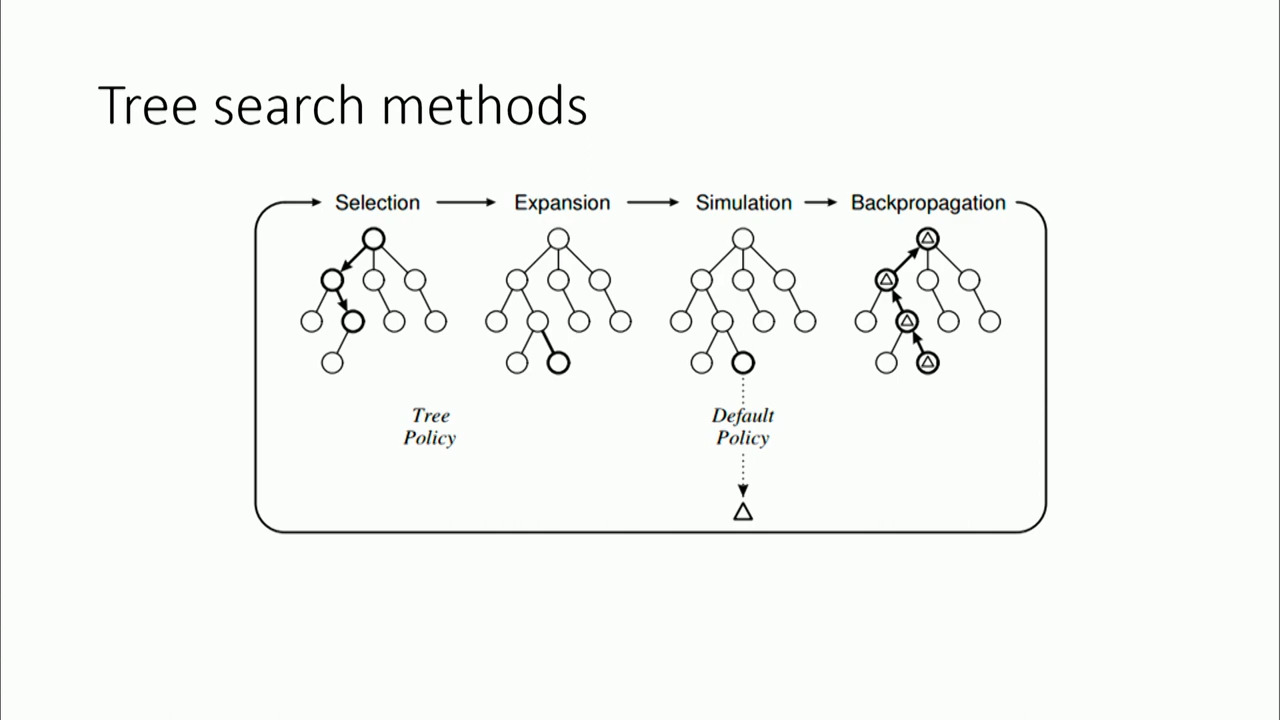 Tree search methods
Selection Expansion Simulation Backpropagation
Tree
Policy
Default
Policy